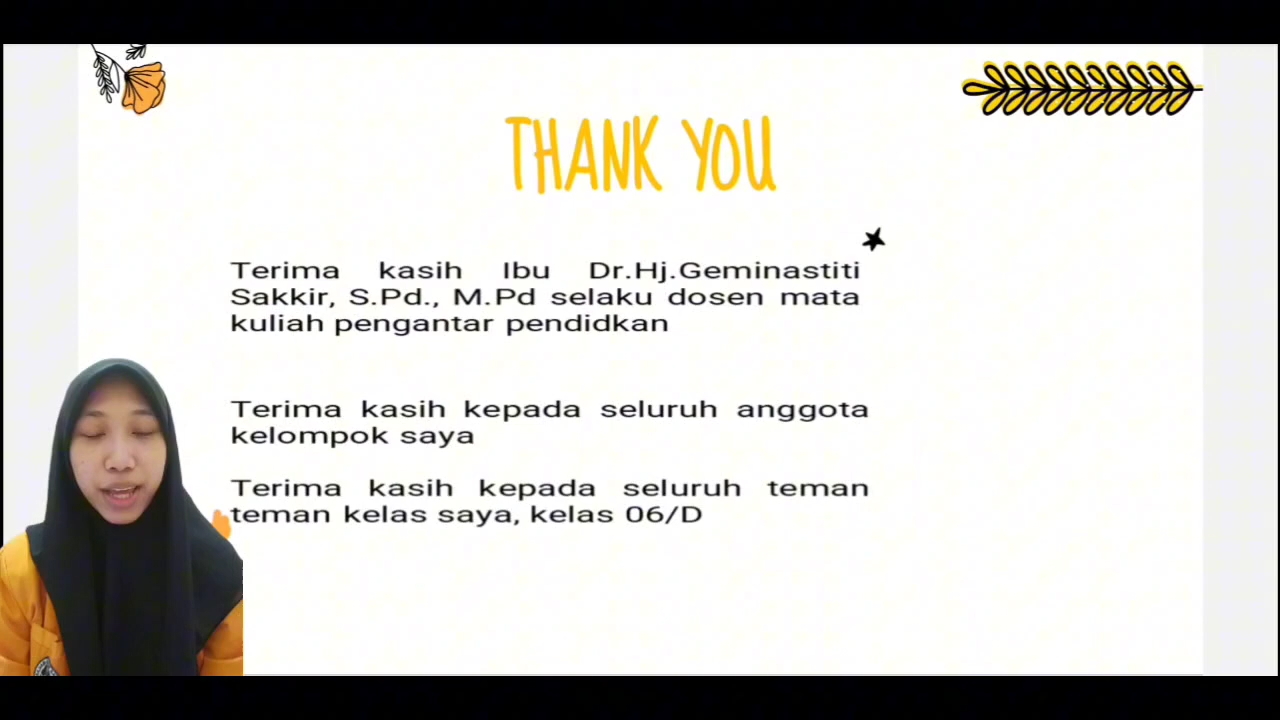 THANK YOU
Terima kasih Ibu Dr.Hj.Geminastiti
Sakkir, S.Pd., M.Pd selaku dosen mata
kuliah pengantar pendidkan
Terima kasih kepada seluruh anggota
kelompok saya
Terima kasih kepada seluruh teman
teman kelas saya, kelas 06/D